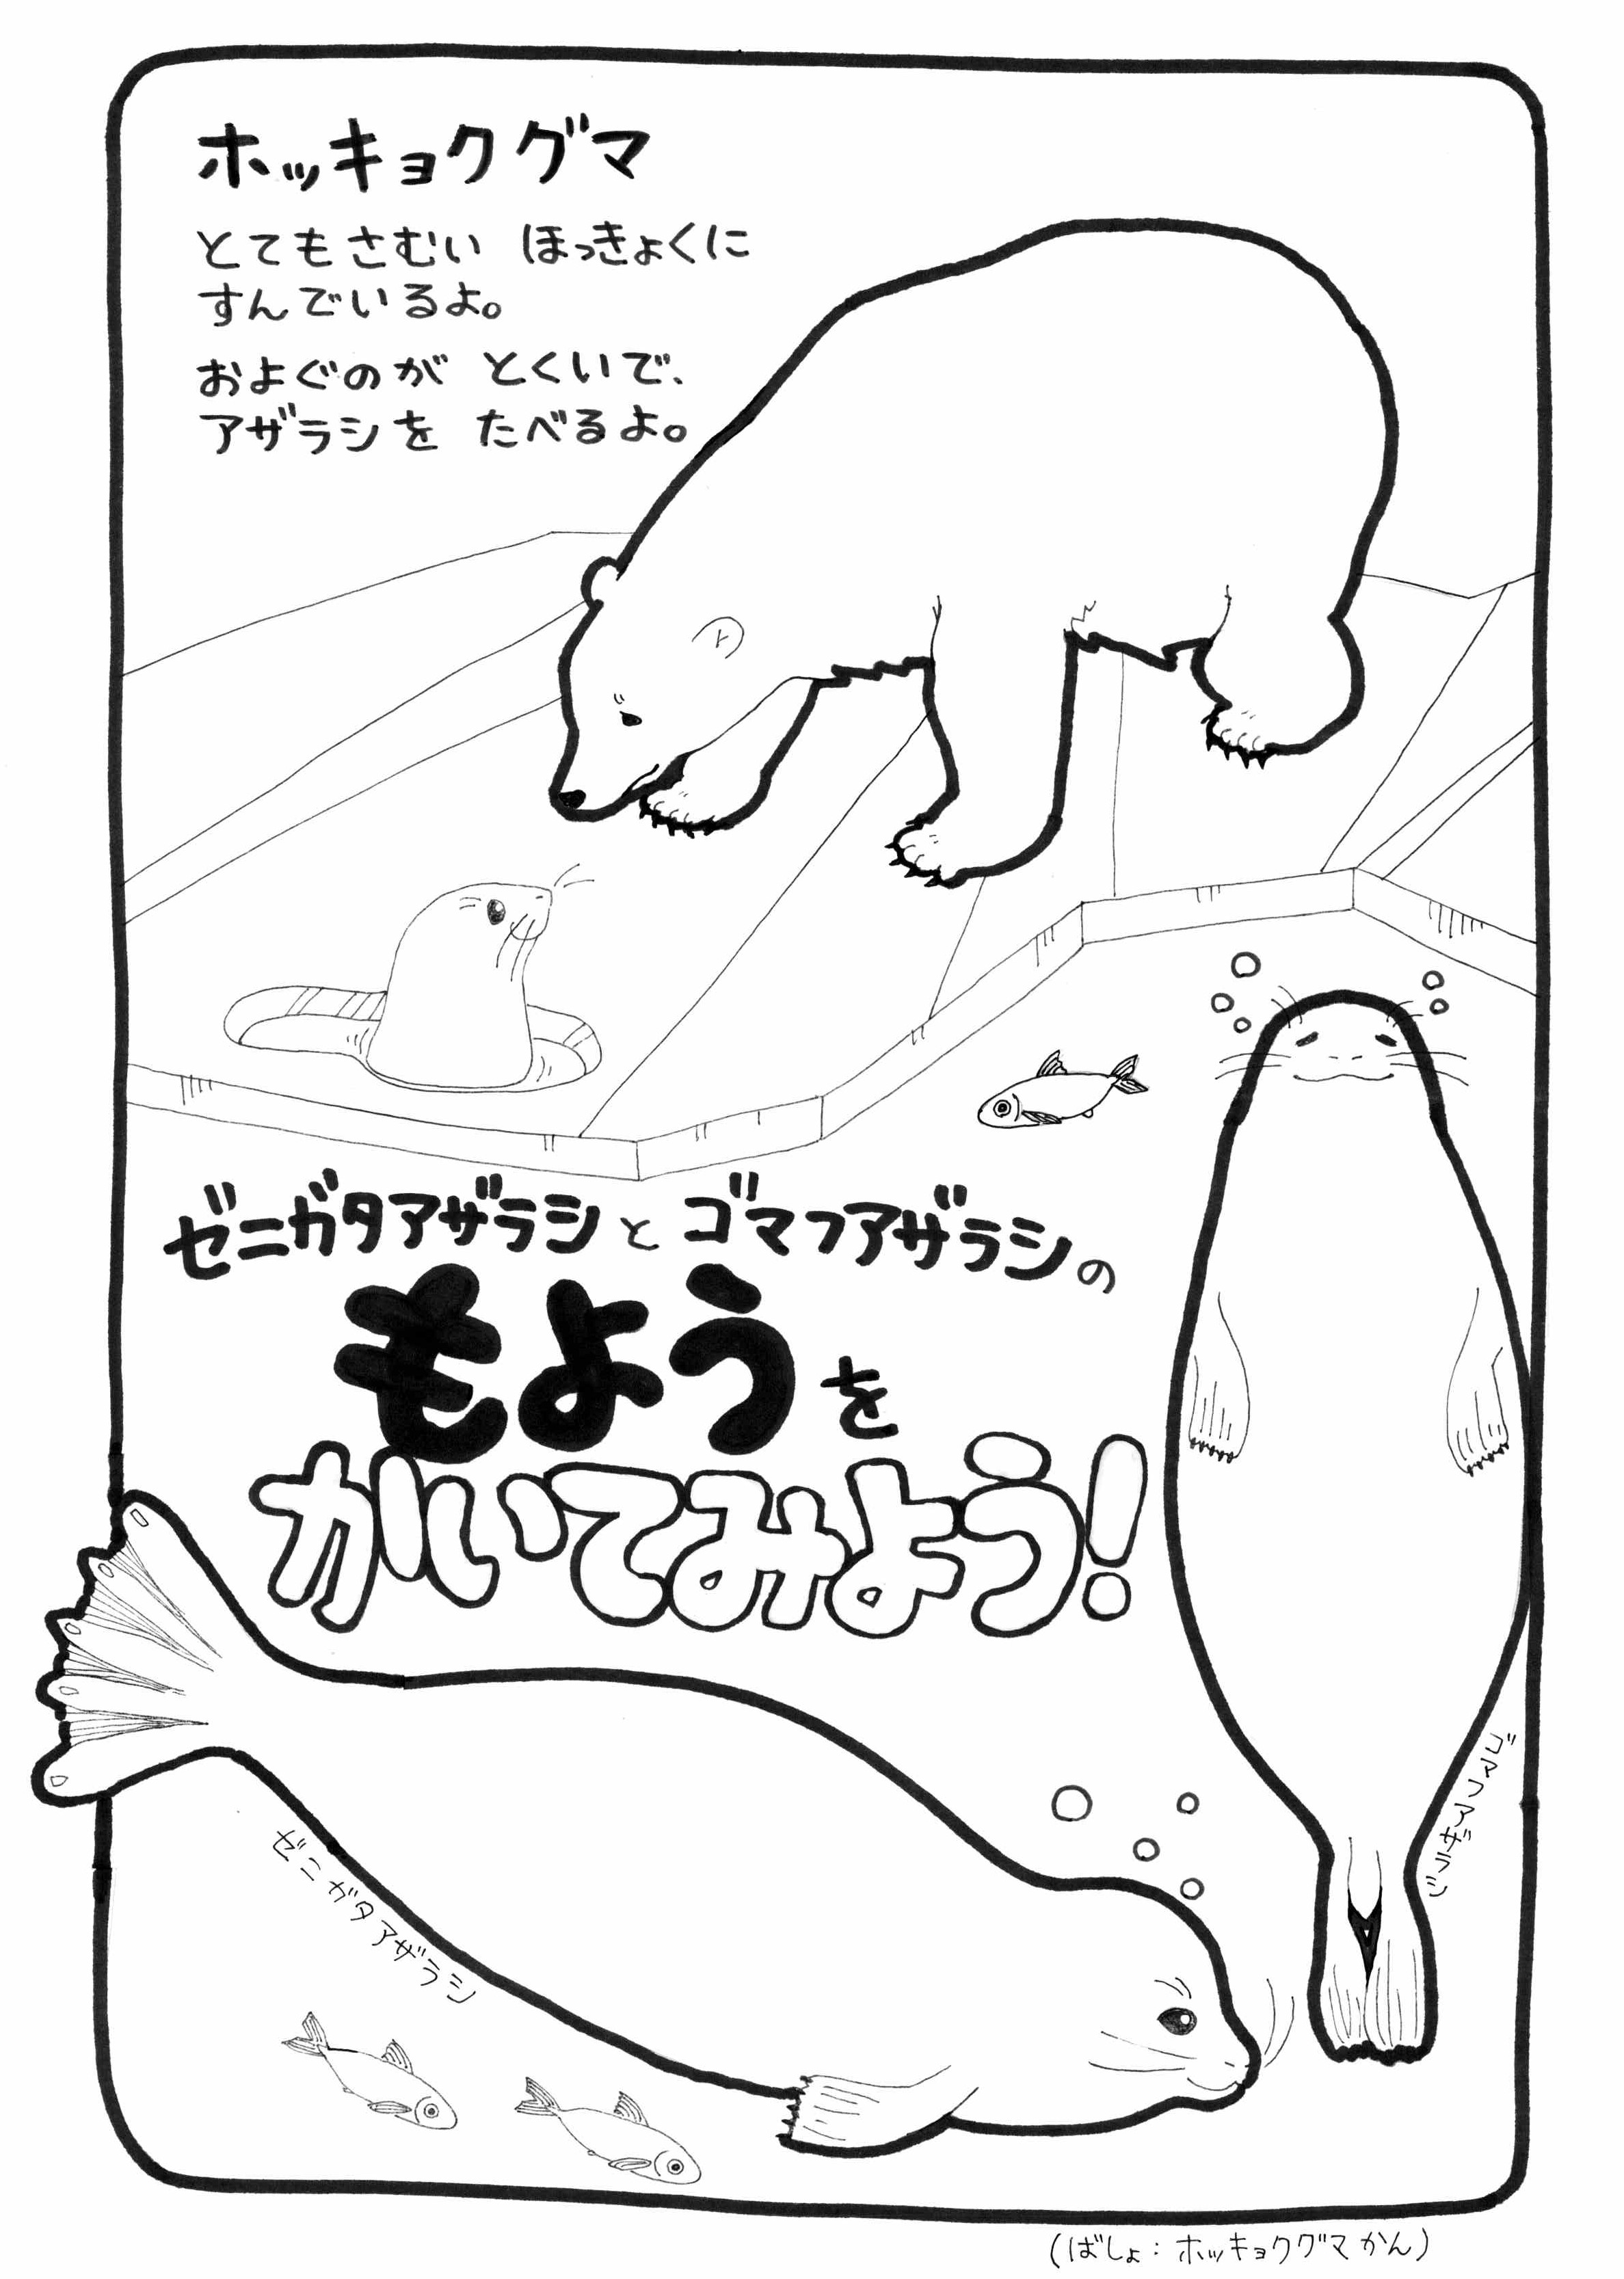 ホッキョクグマ
とてもさむい ほっきょくに
すんでいるよ。
およぐのが とくいで、
アザラシを たべるよ。
ゼニガタアザラシとゴマフアザラシの
もようを
かいてみよう!
ゴマフアザラシ
ゼニガタアザラシ
(ばしょ:ホッキョクグマかん)